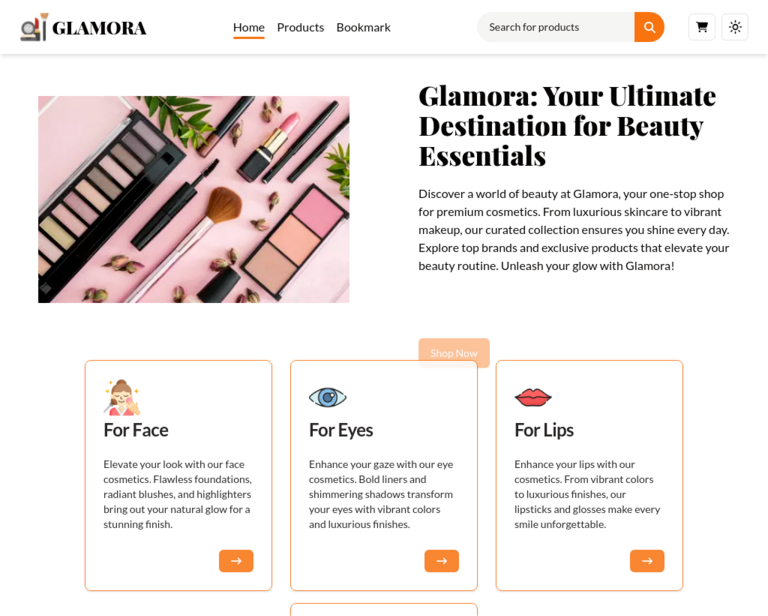 GLAMORA
Home
Products
Bookmark
Search for products
Glamora: Your Ultimate
Destination for Beauty
Essentials
Discover a world of beauty at Glamora, your one-stop shop
for premium cosmetics. From luxurious skincare to vibrant
makeup, our curated collection ensures you shine every day.
Explore top brands and exclusive products that elevate your
beauty routine. Unleash your glow with Glamora!
Shop Now
For Face
Elevate your look with our face
cosmetics. Flawless foundations,
radiant blushes, and highlighters
bring out your natural glow for a
stunning finish.
For Eyes
Enhance your gaze with our eye
cosmetics. Bold liners and
shimmering shadows transform
your eyes with vibrant colors
and luxurious finishes.
For Lips
Enhance your lips with our
cosmetics. From vibrant colors
to luxurious finishes, our
lipsticks and glosses make every
smile unforgettable.